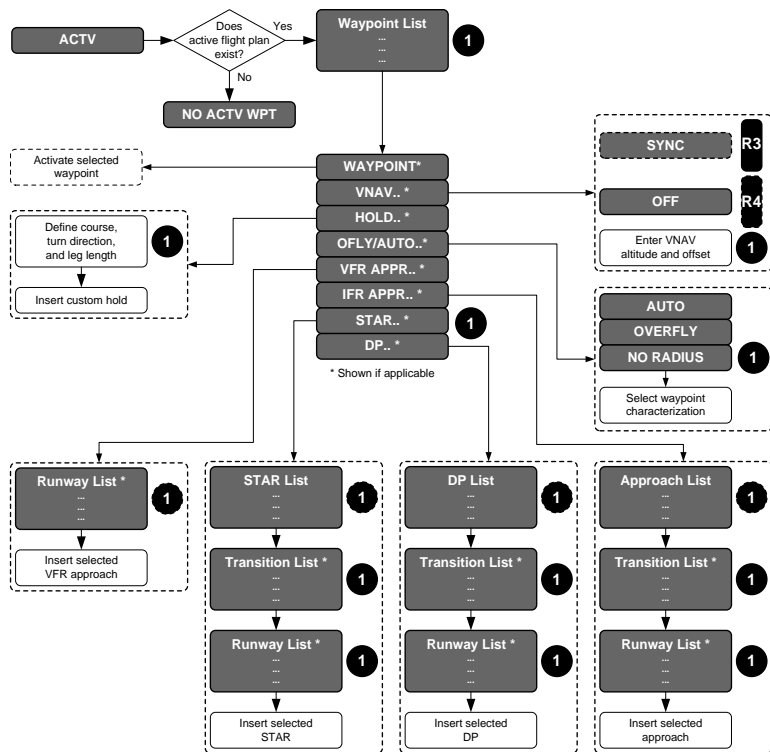 ACTV
Does
active flight plan
exist?
Yes
No
Waypoint List
...
...
...
1
NO ACTV WPT
Activate selected
waypoint
WAYPOINT*
VNAV.. *
HOLD.. *
OFLY/AUTO..*
VFR APPR.. *
IFR APPR.. *
STAR.. *
DP.. *
1
* Shown if applicable
SYNC
R3
OFF
R4
Enter VNAV
altitude and offset
1
Define course,
turn direction,
and leg length
1
Insert custom hold
AUTO
OVERFLY
NO RADIUS
1
Select waypoint
characterization
Runway List *
...
...
...
1
Insert selected
VFR approach
STAR List
...
...
...
1
Transition List *
...
...
...
1
Runway List *
...
...
...
1
Insert selected
STAR
DP List
...
...
...
1
Transition List *
...
...
...
1
Runway List *
...
...
...
1
Insert selected
DP
Approach List
...
...
...
1
Transition List *
...
...
...
1
Runway List *
...
...
...
1
Insert selected
approach